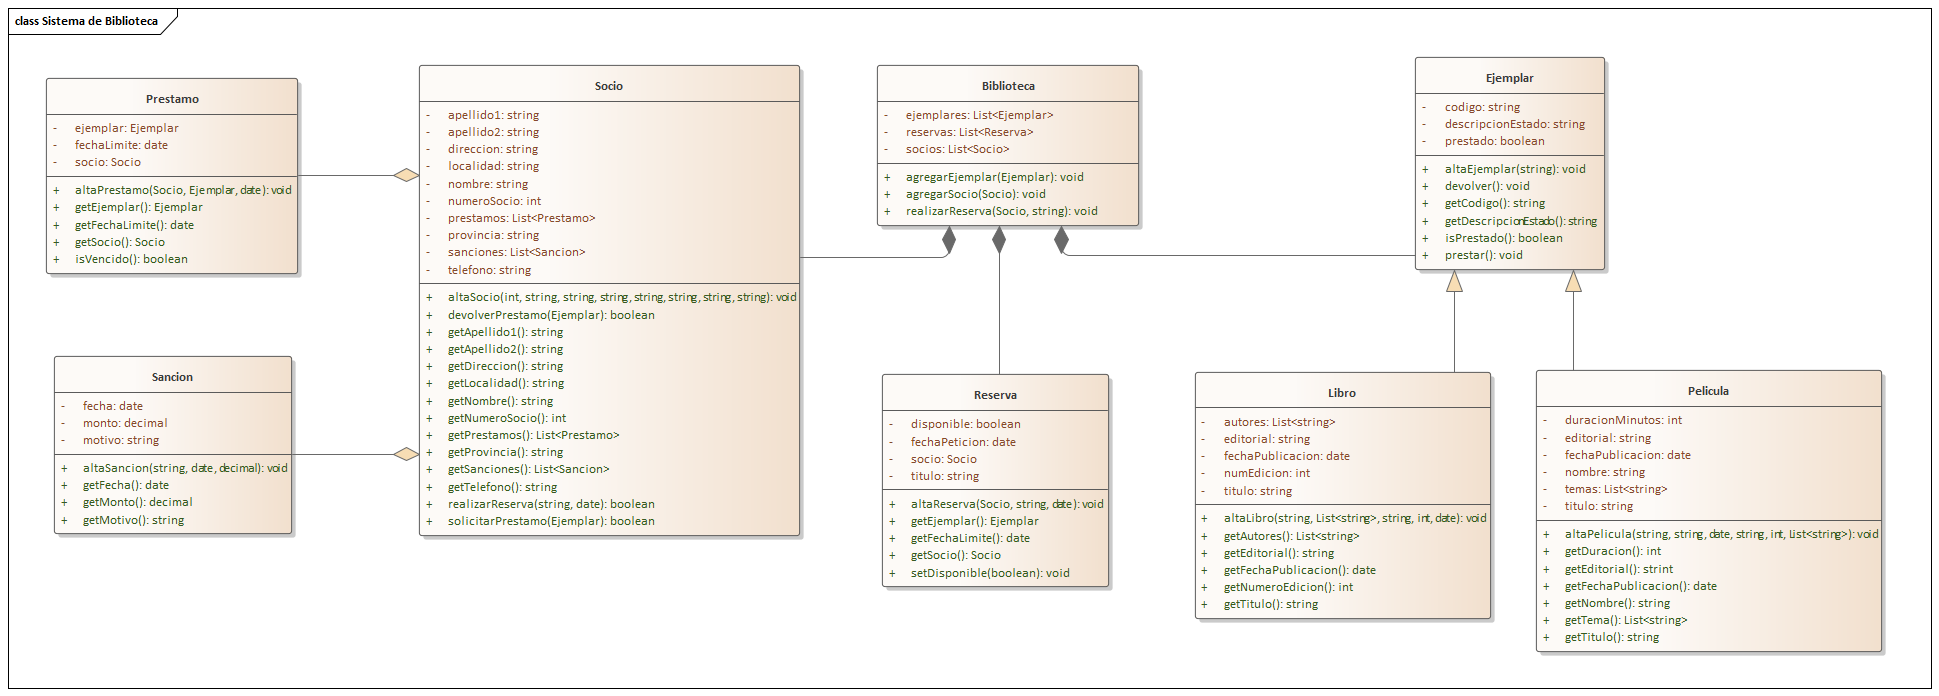 class Sistema de Biblioteca
Prestamo
- ejemplar: Ejemplar
- fechaLimite: date
- socio: Socio
+ altaPrestamo(Socio, Ejemplar, date): void
+ getEjemplar(): Ejemplar
+ getFechaLimite(): date
+ getSocio(): Socio
+ isVencido(): boolean
Sancion
- fecha: date
- monto: decimal
- motivo: string
+ altaSancion(string, date, decimal): void
+ getFecha(): date
+ getMonto(): decimal
+ getMotivo(): string
Socio
- apellido1: string
- apellido2: string
- direccion: string
- localidad: string
- nombre: string
- numeroSocio: int
- prestamos: List<Prestamo>
- provincia: string
- sanciones: List<Sancion>
- telefono: string
+ altaSocio(int, string, string, string, string, string, string, string): void
+ devolverPrestamo(Ejemplar): boolean
+ getApellido1(): string
+ getApellido2(): string
+ getDireccion(): string
+ getLocalidad(): string
+ getNombre(): string
+ getNumeroSocio(): int
+ getPrestamos(): List<Prestamo>
+ getProvincia(): string
+ getSanciones(): List<Sancion>
+ getTelefono(): string
+ realizarReserva(string, date): boolean
+ solicitarPrestamo(Ejemplar): boolean
Biblioteca
- ejemplares: List<Ejemplar>
- reservas: List<Reserva>
- socios: List<Socio>
+ agregarEjemplar(Ejemplar): void
+ agregarSocio(Socio): void
+ realizarReserva(Socio, string): void
Reserva
- disponible: boolean
- fechaPeticion: date
- socio: Socio
- titulo: string
+ altaReserva(Socio, string, date): void
+ getEjemplar(): Ejemplar
+ getFechaLimite(): date
+ getSocio(): Socio
+ setDisponible(boolean): void
Ejemplar
- codigo: string
- descripcionEstado: string
- prestado: boolean
+ altaEjemplar(string): void
+ devolver(): void
+ getCodigo(): string
+ getDescripcionEstado(): string
+ isPrestado(): boolean
+ prestar(): void
Libro
- autores: List<string>
- editorial: string
- fechaPublicacion: date
- numEdicion: int
- titulo: string
+ altaLibro(string, List<string>, string, int, date): void
+ getAutores(): List<string>
+ getEditorial(): string
+ getFechaPublicacion(): date
+ getNumeroEdicion(): int
+ getTitulo(): string
Pelicula
- duracionMinutos: int
- editorial: string
- fechaPublicacion: date
- nombre: string
- temas: List<string>
- titulo: string
+ altaPelicula(string, string, date, string, int, List<string>): void
+ getDuracion(): int
+ getEditorial(): strint
+ getFechaPublicacion(): date
+ getNombre(): string
+ getTema(): List<string>
+ getTitulo(): string